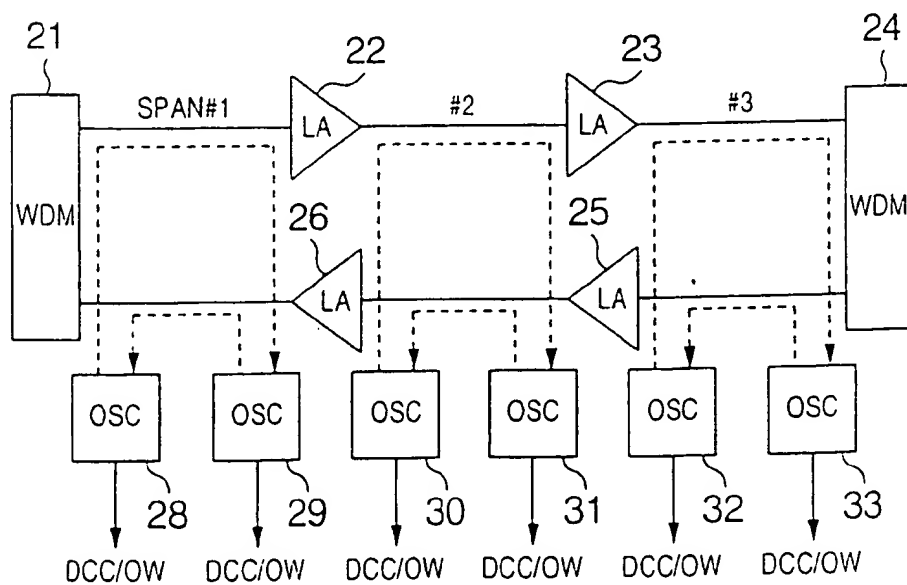 21
22
23
24
SPAN#1
#2
#3
LA
LA
WDM
WDM
26
25
LA
LA
OSC
OSC
OSC
OSC
OSC
OSC
28
29
30
31
32
33
DCC/OW
DCC/OW
DCC/OW
DCC/OW
DCC/OW
DCC/OW